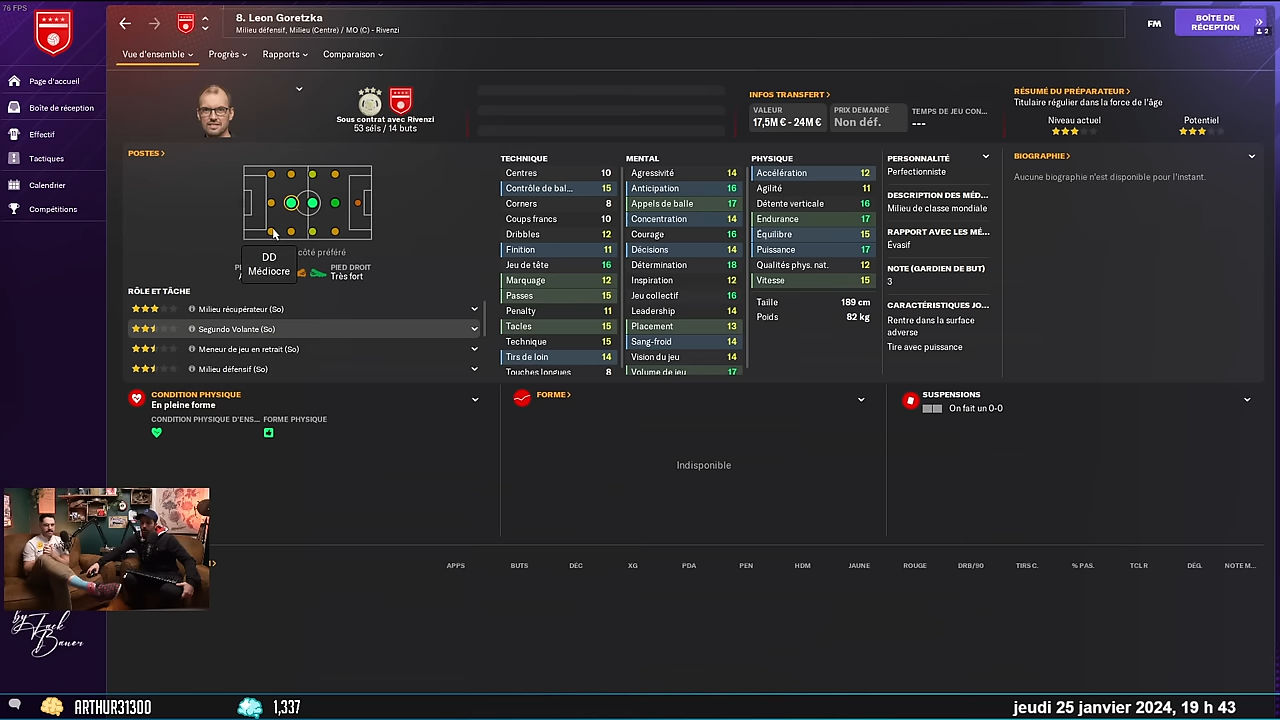 76 FPS
8. Leon Goretzka
Milieu défensif, Milieu (Centre) / MO (C) - Rivenzi
FM
BOÎTE DE RÉCEPTION
2
Vue d'ensemble
Progrès
Rapports
Comparaison
Page d'accueil
Boîte de réception
Effectif
Tactiques
Calendrier
Compétitions
Sous contrat avec Rivenzi
53 séls / 14 buts
INFOS TRANSFERT
VALEUR
17,5M € - 24M €
PRIX DEMANDÉ
Non déf.
TEMPS DE JEU CON...
---
RÉSUMÉ DU PRÉPARATEUR
Titulaire régulier dans la force de l'âge
Niveau actuel
Potentiel
POSTES
côté préféré
DD
Médiocre
PIED DROIT
Très fort
RÔLE ET TÂCHE
Milieu récupérateur (So)
Segundo Volante (So)
Meneur de jeu en retrait (So)
Milieu défensif (So)
TECHNIQUE
Centres 10
Contrôle de bal... 15
Corners 8
Coups francs 10
Dribbles 12
Finition 11
Jeu de tête 16
Marquage 12
Passes 15
Penalty 11
Tacles 15
Technique 15
Tirs de loin 14
Touches longues 8
MENTAL
Agressivité 14
Anticipation 16
Appels de balle 17
Concentration 14
Courage 16
Décisions 14
Détermination 18
Inspiration 12
Jeu collectif 16
Leadership 14
Placement 13
Sang-froid 14
Vision du jeu 14
Volume de jeu 17
PHYSIQUE
Accélération 12
Agilité 11
Détente verticale 16
Endurance 17
Équilibre 15
Puissance 17
Qualités phys. nat. 12
Vitesse 15
Taille 189 cm
Poids 82 kg
PERSONNALITÉ
Perfectionniste
DESCRIPTION DES MÉD...
Milieu de classe mondiale
RAPPORT AVEC LES MÉ...
Évasif
NOTE (GARDIEN DE BUT)
3
CARACTÉRISTIQUES JO...
Rentre dans la surface adverse
Tire avec puissance
BIOGRAPHIE
Aucune biographie n'est disponible pour l'instant.
CONDITION PHYSIQUE
En pleine forme
CONDITION PHYSIQUE D'ENS...
FORME PHYSIQUE
FORME
Indisponible
SUSPENSIONS
On fait un 0-0
APPS BUTS DÉC XG PDA PEN HDM JAUNE ROUGE DRB/90 TIRS C. % PAS. TCL R DÉG. NOTE M...
by Jack Bauer
ARTHUR31300
1,337
jeudi 25 janvier 2024, 19 h 43